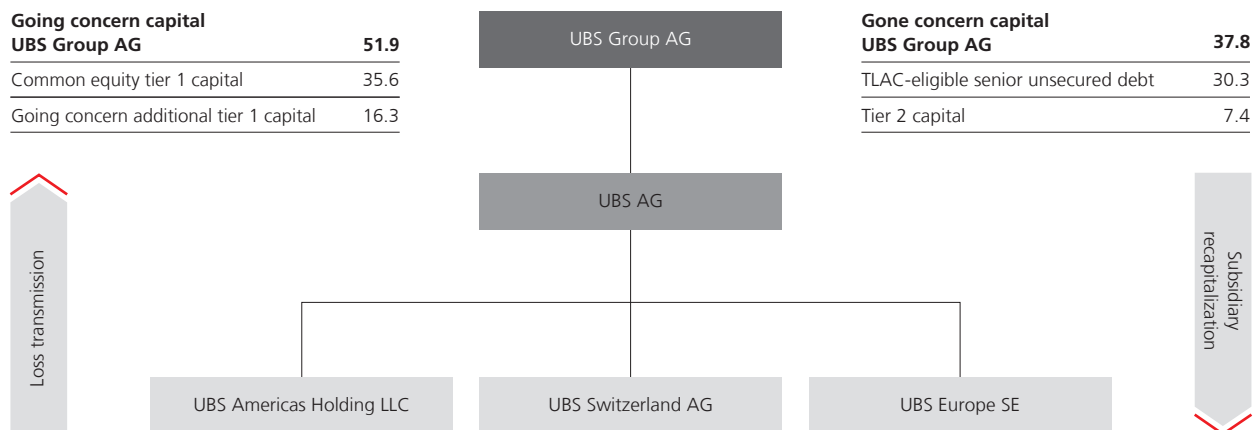 Going concern capital
UBS Group AG 51.9
Common equity tier 1 capital 35.6
Going concern additional tier 1 capital 16.3
UBS Group AG
Gone concern capital
UBS Group AG 37.8
TLAC-eligible senior unsecured debt 30.3
Tier 2 capital 7.4
UBS AG
Loss transmission
Subsidiary
recapitalization
UBS Americas Holding LLC
UBS Switzerland AG
UBS Europe SE